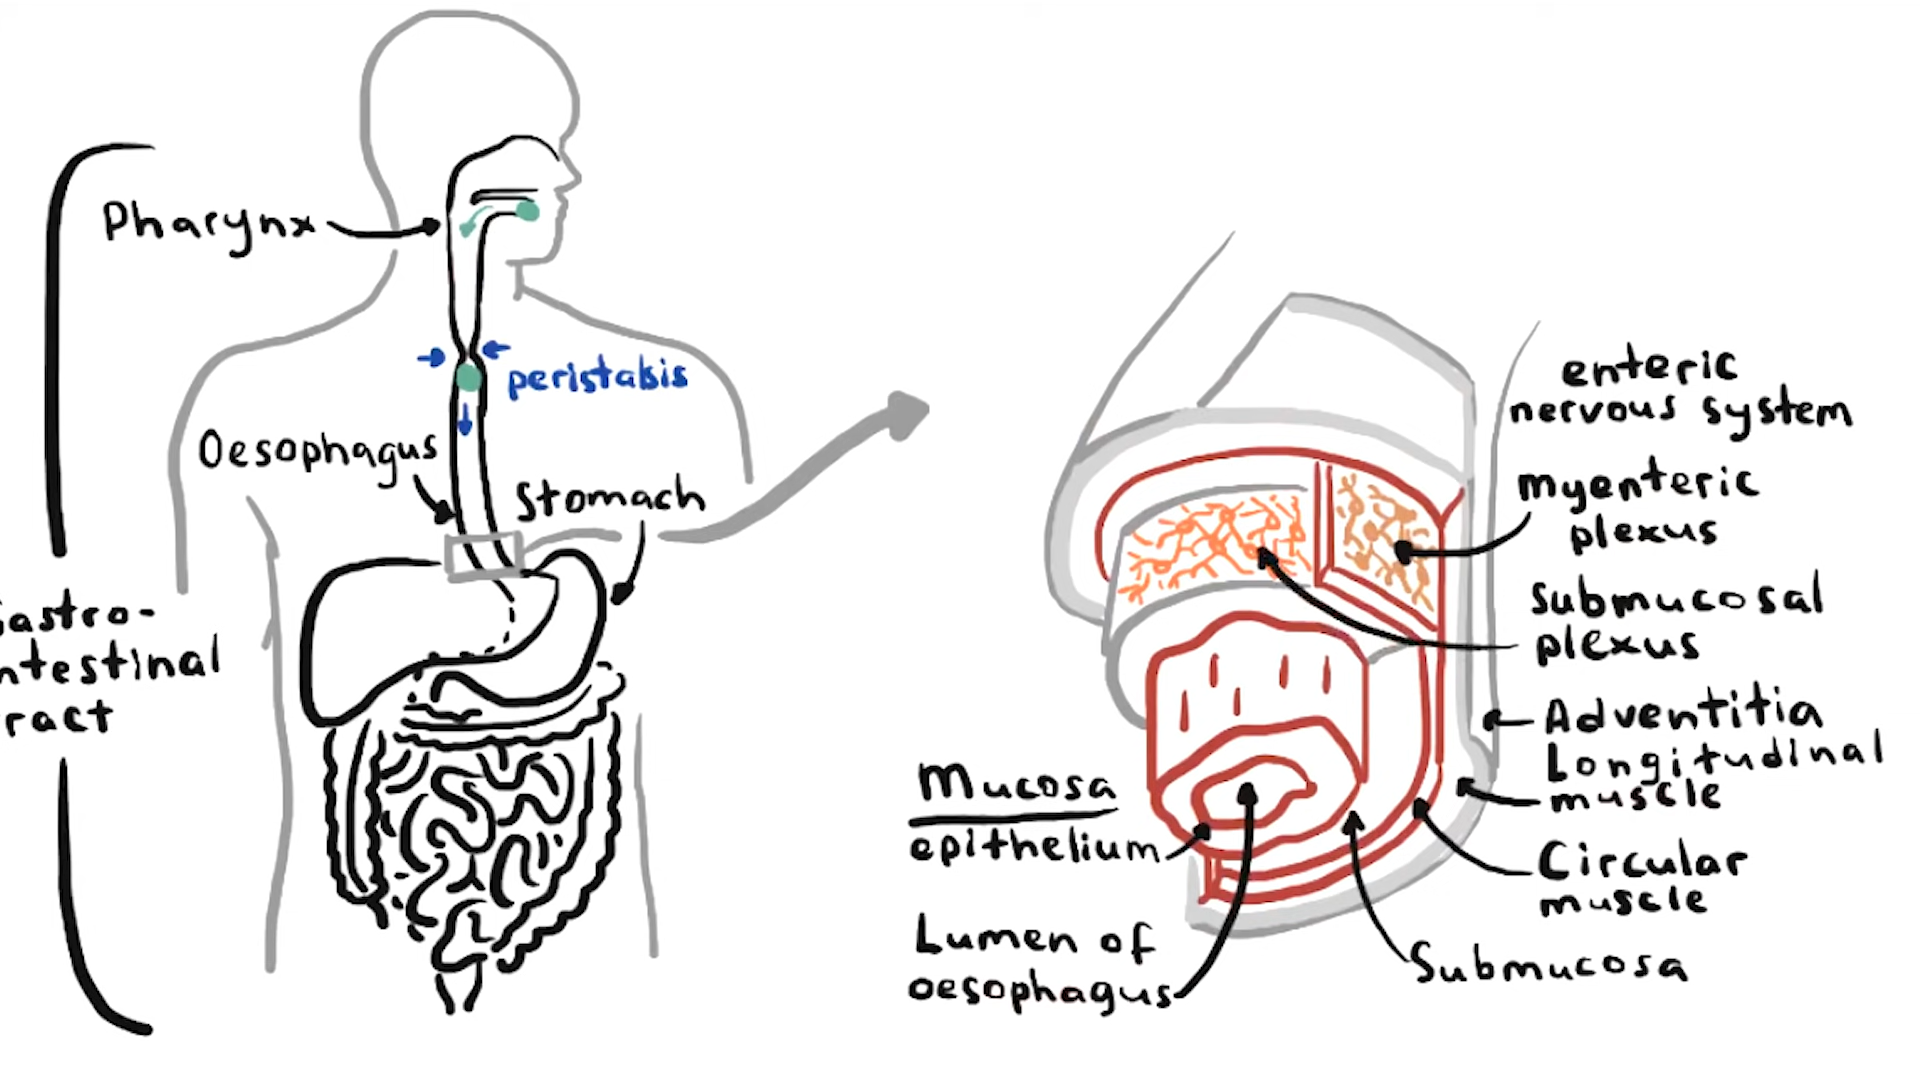 Pharynx
peristalsis
Oesophagus
Stomach
astro-
ntestinal
ract
enteric
nervous system
myenteric
plexus
Submucosal
plexus
Adventitia
Longitudinal
muscle
Circular
muscle
Submucosa
Mucosa
epithelium
Lumen of
oesophagus